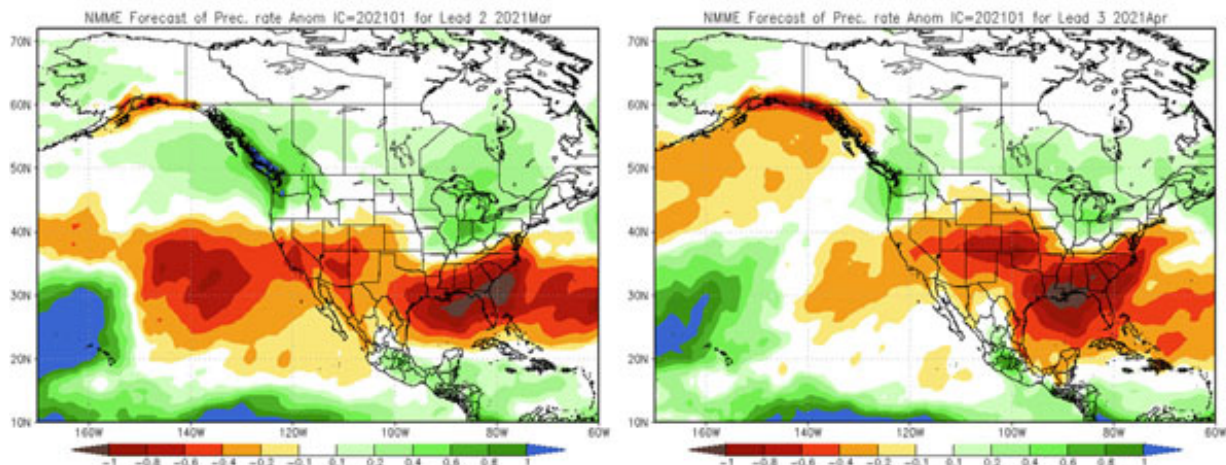 NMME Forecast of Prec. rate Anom IC=202101 for Lead 2 2021Mar
70N
60N
50N
40N
30N
20N
10N
160W 140W 120W 100W 80W 60W
-1 -0.8 -0.6 -0.4 -0.2 -0.1 0.1 0.2 0.4 0.6 0.8 1
NMME Forecast of Prec. rate Anom IC=202101 for Lead 3 2021Apr
70N
60N
50N
40N
30N
20N
10N
160W 140W 120W 100W 80W 60W
-1 -0.8 -0.6 -0.4 -0.2 -0.1 0.1 0.2 0.4 0.6 0.8 1